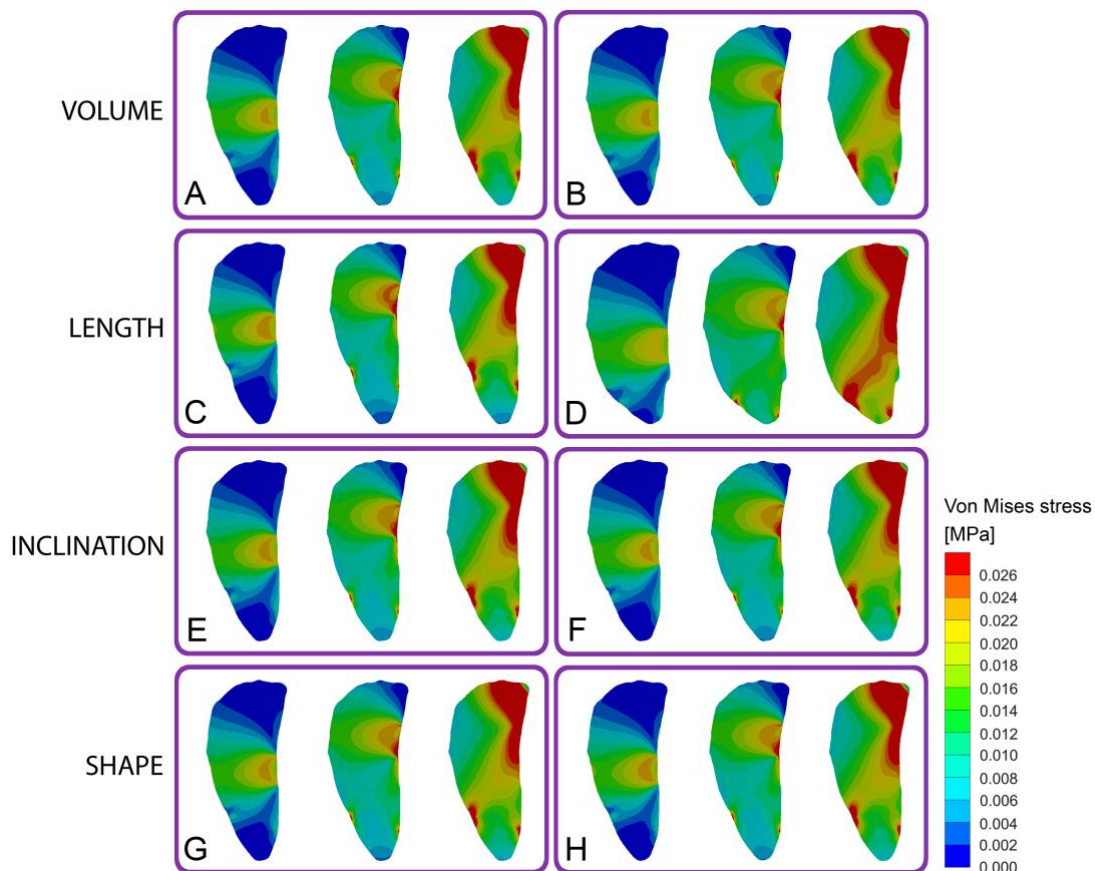 VOLUME
A
B
LENGTH
C
D
INCLINATION
E
F
SHAPE
G
H
Von Mises stress
[MPa]
0.026
0.024
0.022
0.020
0.018
0.016
0.014
0.012
0.010
0.008
0.006
0.004
0.002
0.000